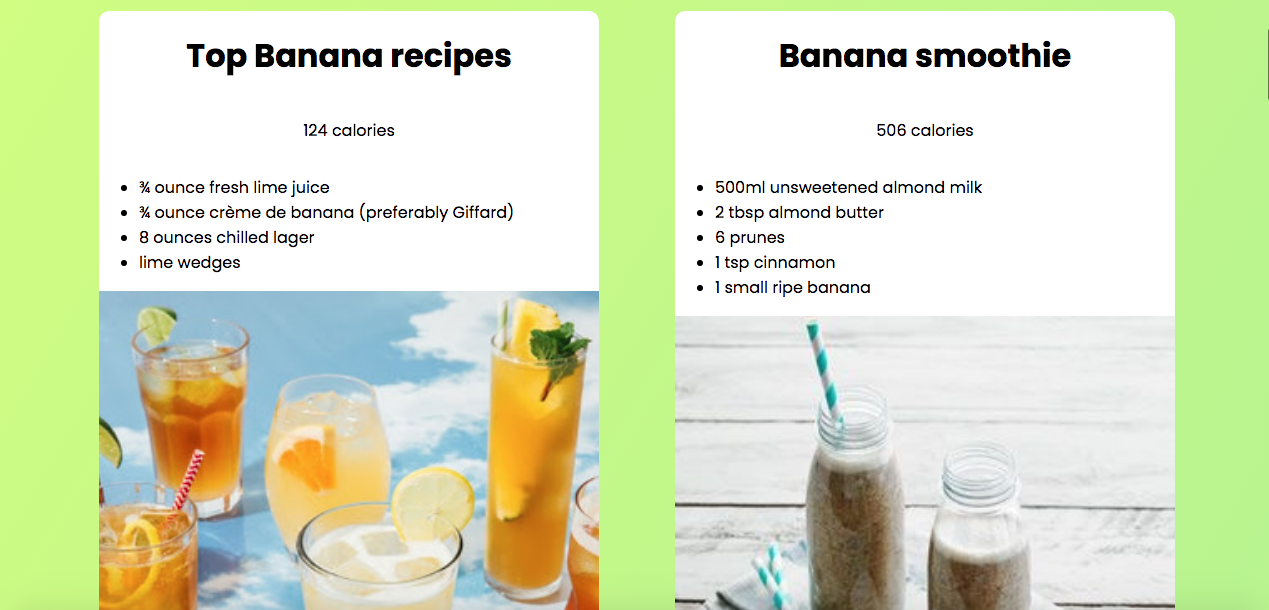 Top Banana recipes
124 calories
¾ ounce fresh lime juice
¾ ounce crème de banana (preferably Giffard)
8 ounces chilled lager
lime wedges
Banana smoothie
506 calories
500ml unsweetened almond milk
2 tbsp almond butter
6 prunes
1 tsp cinnamon
1 small ripe banana